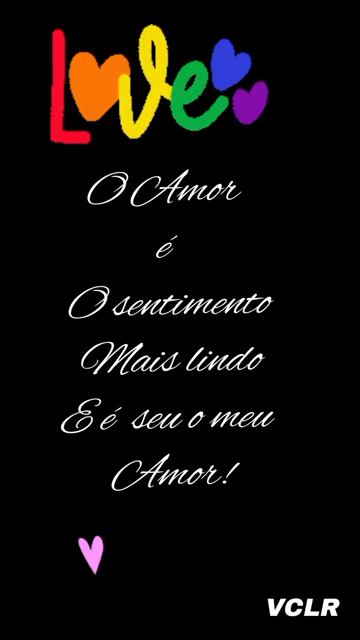 Love
O Amor
é
O sentimento
Mais lindo
E é seu o meu
Amor!
VCLR